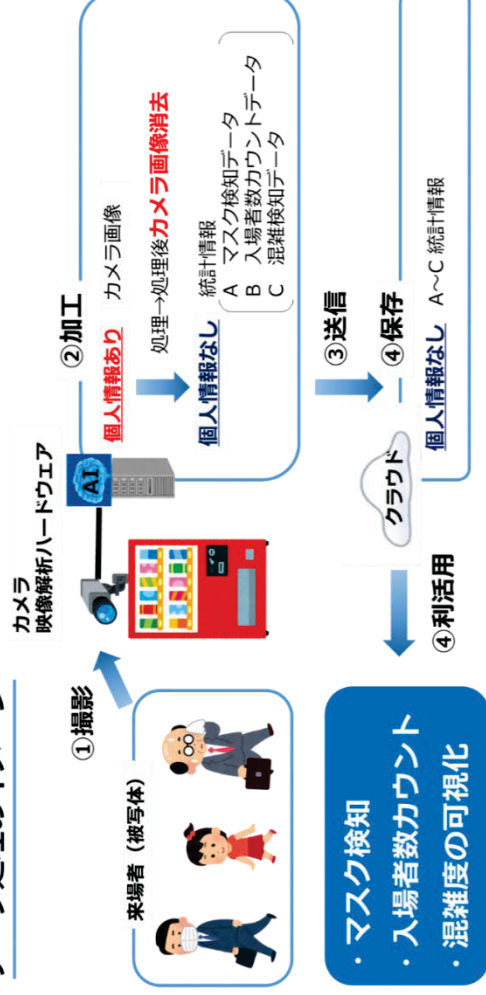 カメラ
映像解析ハードウェア
AI
①撮影
来場者（被写体）
②加工
個人情報あり カメラ画像
処理→処理後カメラ画像消去
個人情報なし 統計情報
A マスク検知データ
B 入場者数カウントデータ
C 混雑検知データ
③送信
④保存
クラウド
個人情報なし A～C 統計情報
④利活用
・マスク検知
・入場者数カウント
・混雑度の可視化